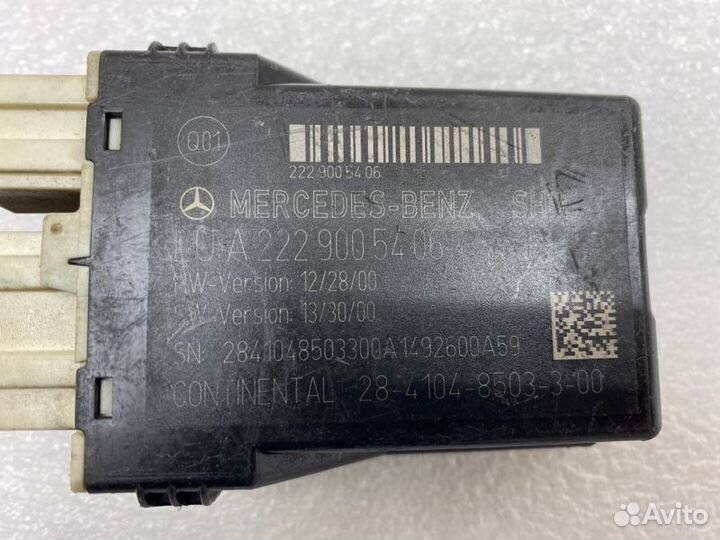 Q01
222 900 54 06
MERCEDES-BENZ
A 222 900 54 06
HW-Version: 12/28/00
SW-Version: 13/30/00
SN: 2841048503300A1492600A59
CONTINENTAL 28-4104-8503-3-00
Avito